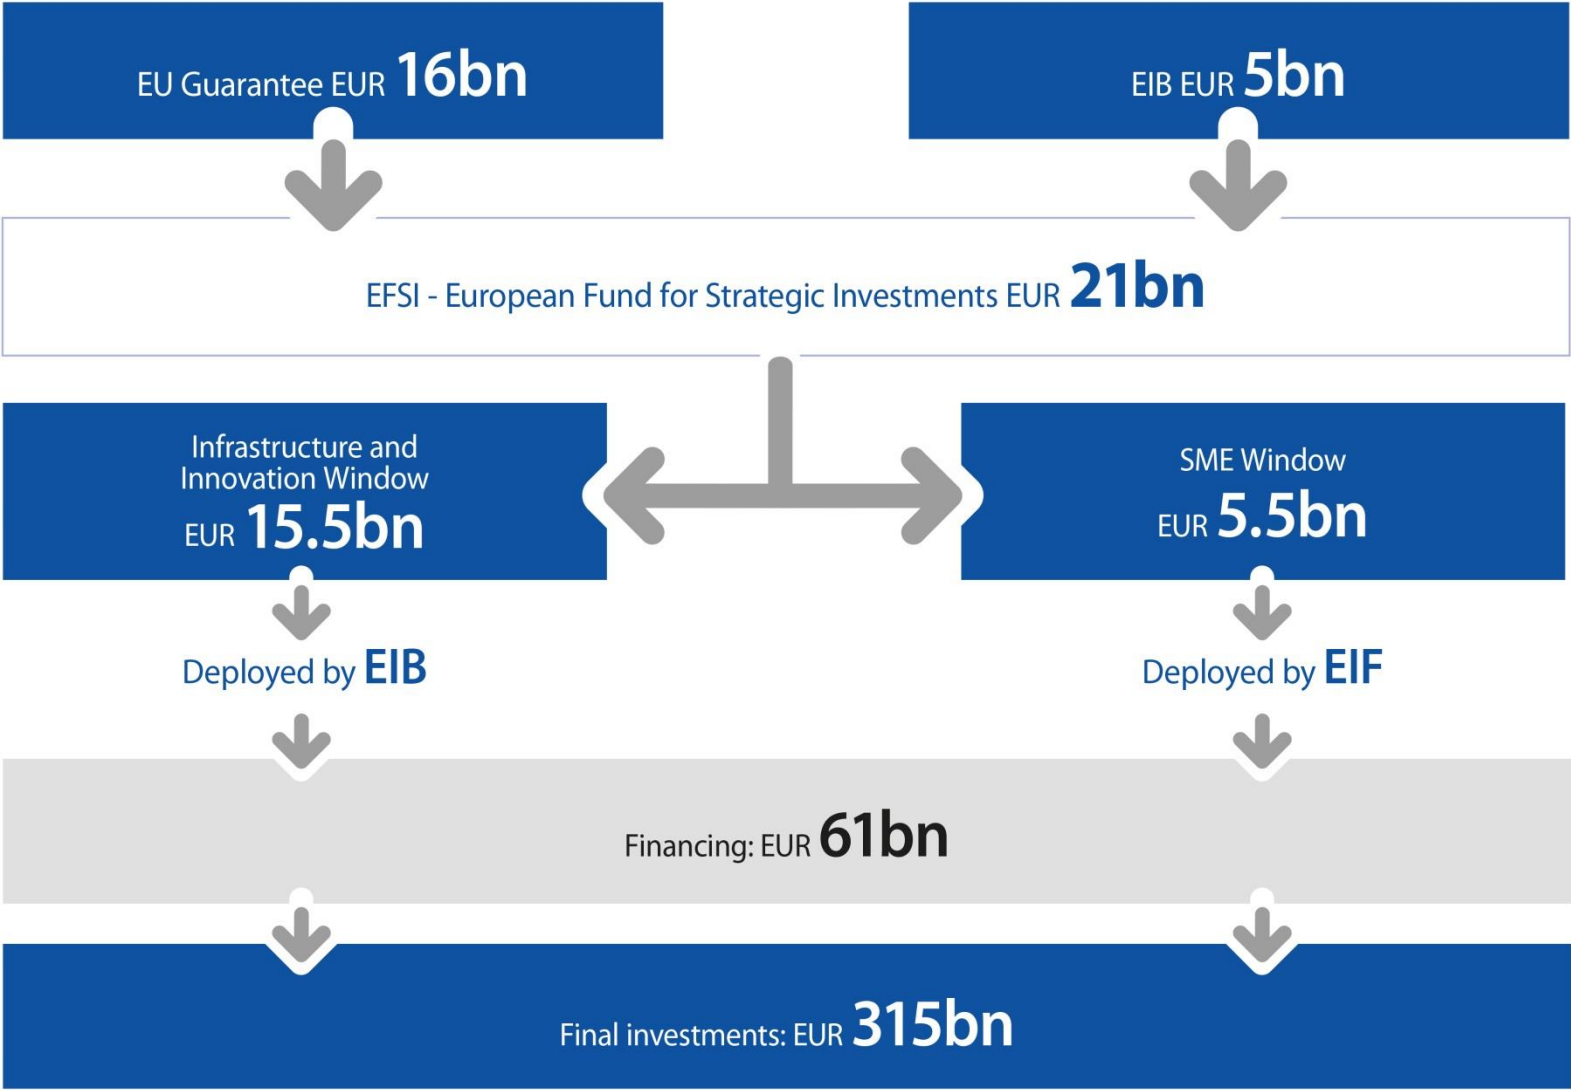 EU Guarantee EUR 16bn
EIB EUR 5bn
EFSI - European Fund for Strategic Investments EUR 21bn
Infrastructure and
Innovation Window
EUR 15.5bn
SME Window
EUR 5.5bn
Deployed by EIB
Deployed by EIF
Financing: EUR 61bn
Final investments: EUR 315bn